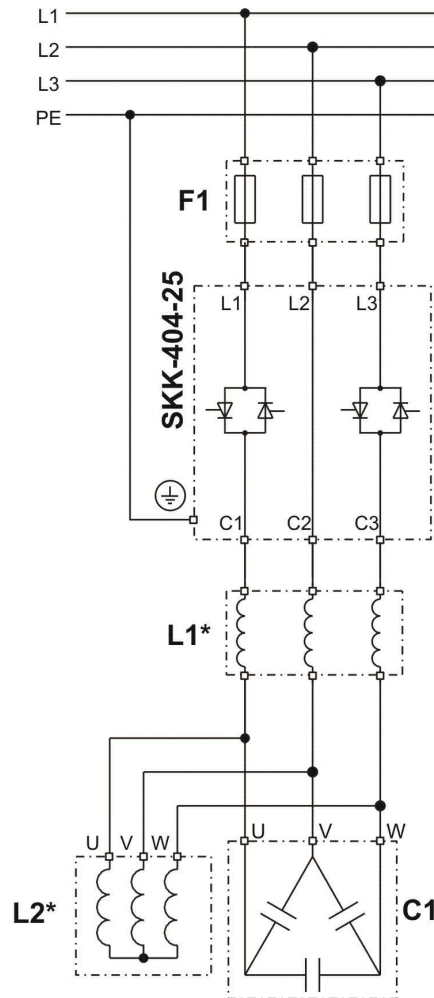 L1
L2
L3
PE
F1
SKK-404-25
L1 L2 L3
C1 C2 C3
L1*
U V W
U V W
L2*
C1